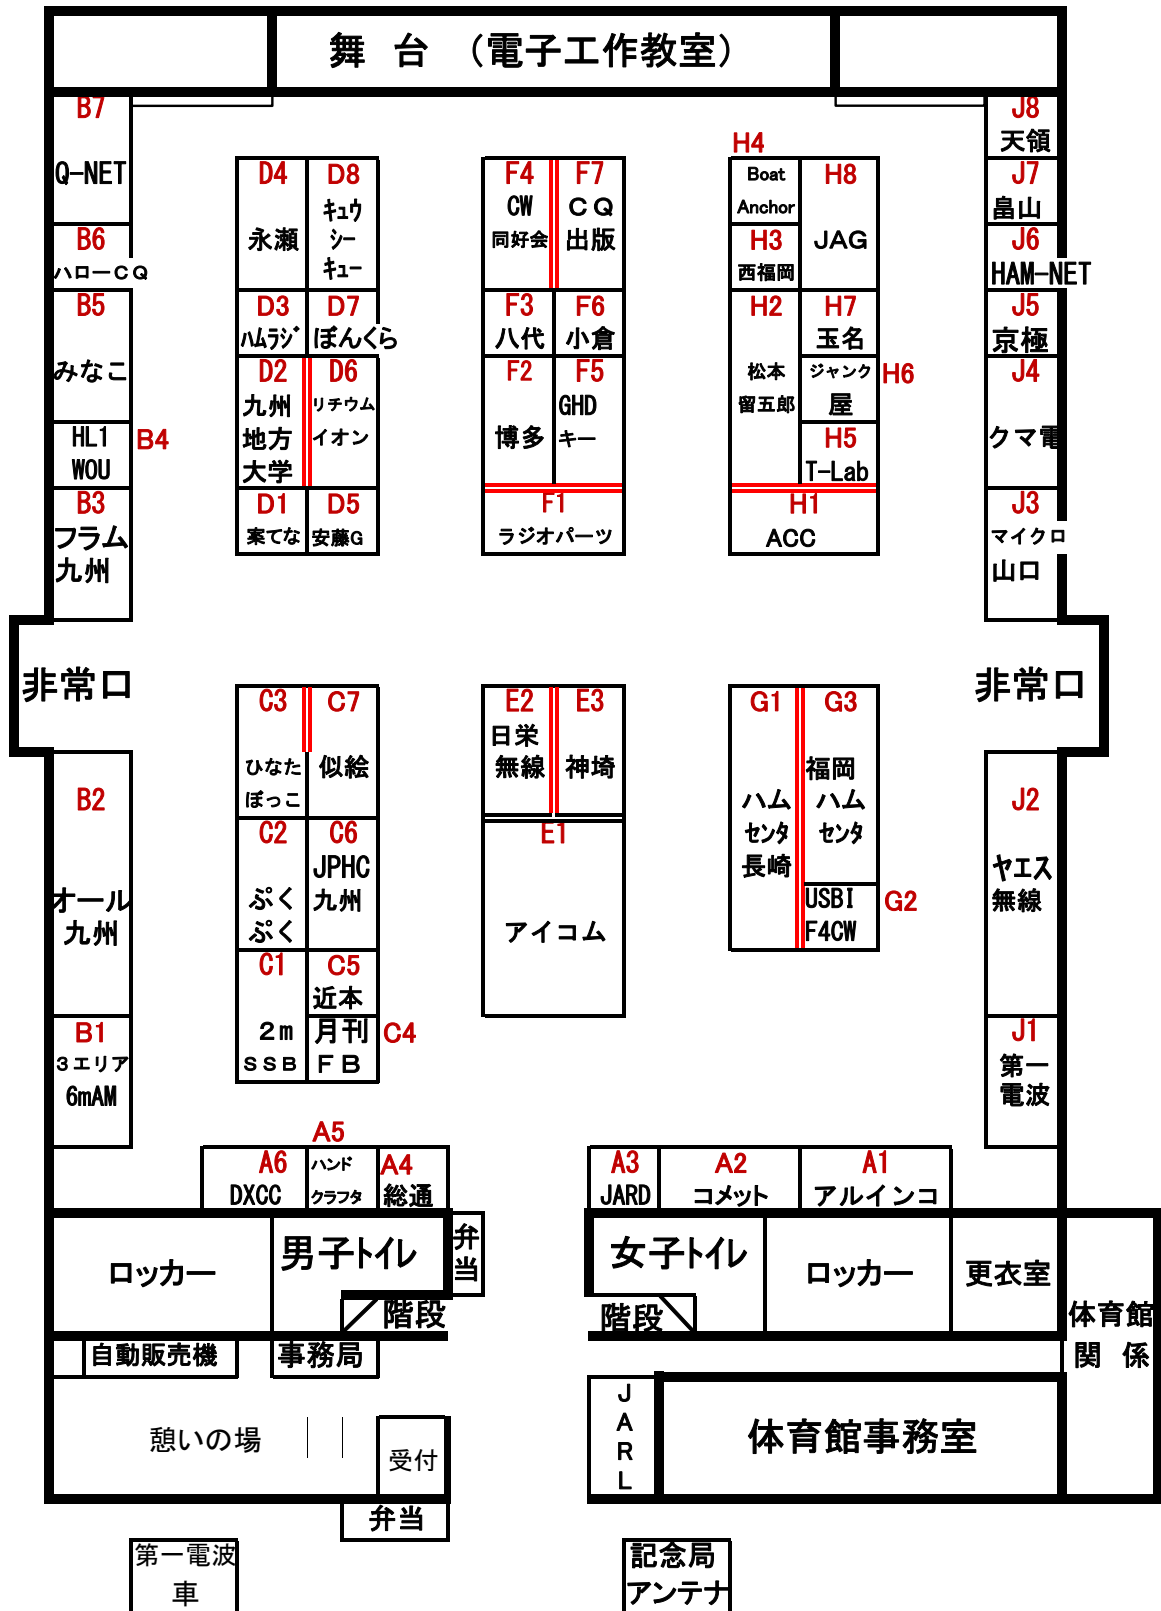 舞 台 （電子工作教室）
B7
Q-NET
B6
ハローＣＱ
B5
みなこ
HL1
WOU
B4
B3
フラム
九州
非常口
B2
オール
九州
B1
３エリア
6mAM
D4
永瀬
D8
ｷｭｳ
ｼｰ
ｷｭｰ
D3
ﾊﾑﾗｼﾞ
D7
ぼんくら
D2
九州
地方
大学
D6
リチウム
イオン
D1
案てな
D5
安藤G
F4
CW
同好会
F7
ＣＱ
出版
F3
八代
F6
小倉
F2
博多
F5
GHD
キー
F1
ラジオパーツ
H4
Boat
Anchor
H8
JAG
H3
西福岡
H2
松本
留五郎
H7
玉名
ジャンク
屋
H6
H5
T-Lab
H1
ACC
J8
天領
J7
畠山
J6
HAM-NET
J5
京極
J4
クマ電
J3
マイクロ
山口
非常口
J2
ヤエス
無線
J1
第一
電波
C3
ひなた
ぼっこ
C7
似絵
C2
ぷく
ぷく
C6
JPHC
九州
C1
２ｍ
ＳＳＢ
C5
近本
月刊
ＦＢ
C4
E2
日栄
無線
E3
神埼
E1
アイコム
G1
ハム
センタ
長崎
G3
福岡
ハム
センタ
USBI
F4CW
G2
A6
DXCC
A5
ハンド
クラフタ
A4
総通
A3
JARD
A2
コメット
A1
アルインコ
ロッカー
男子トイレ
弁
当
階段
女子トイレ
階段
ロッカー
更衣室
体育館
関 係
自動販売機
事務局
憩いの場
受付
弁当
J
A
R
L
体育館事務室
第一電波
車
記念局
アンテナ